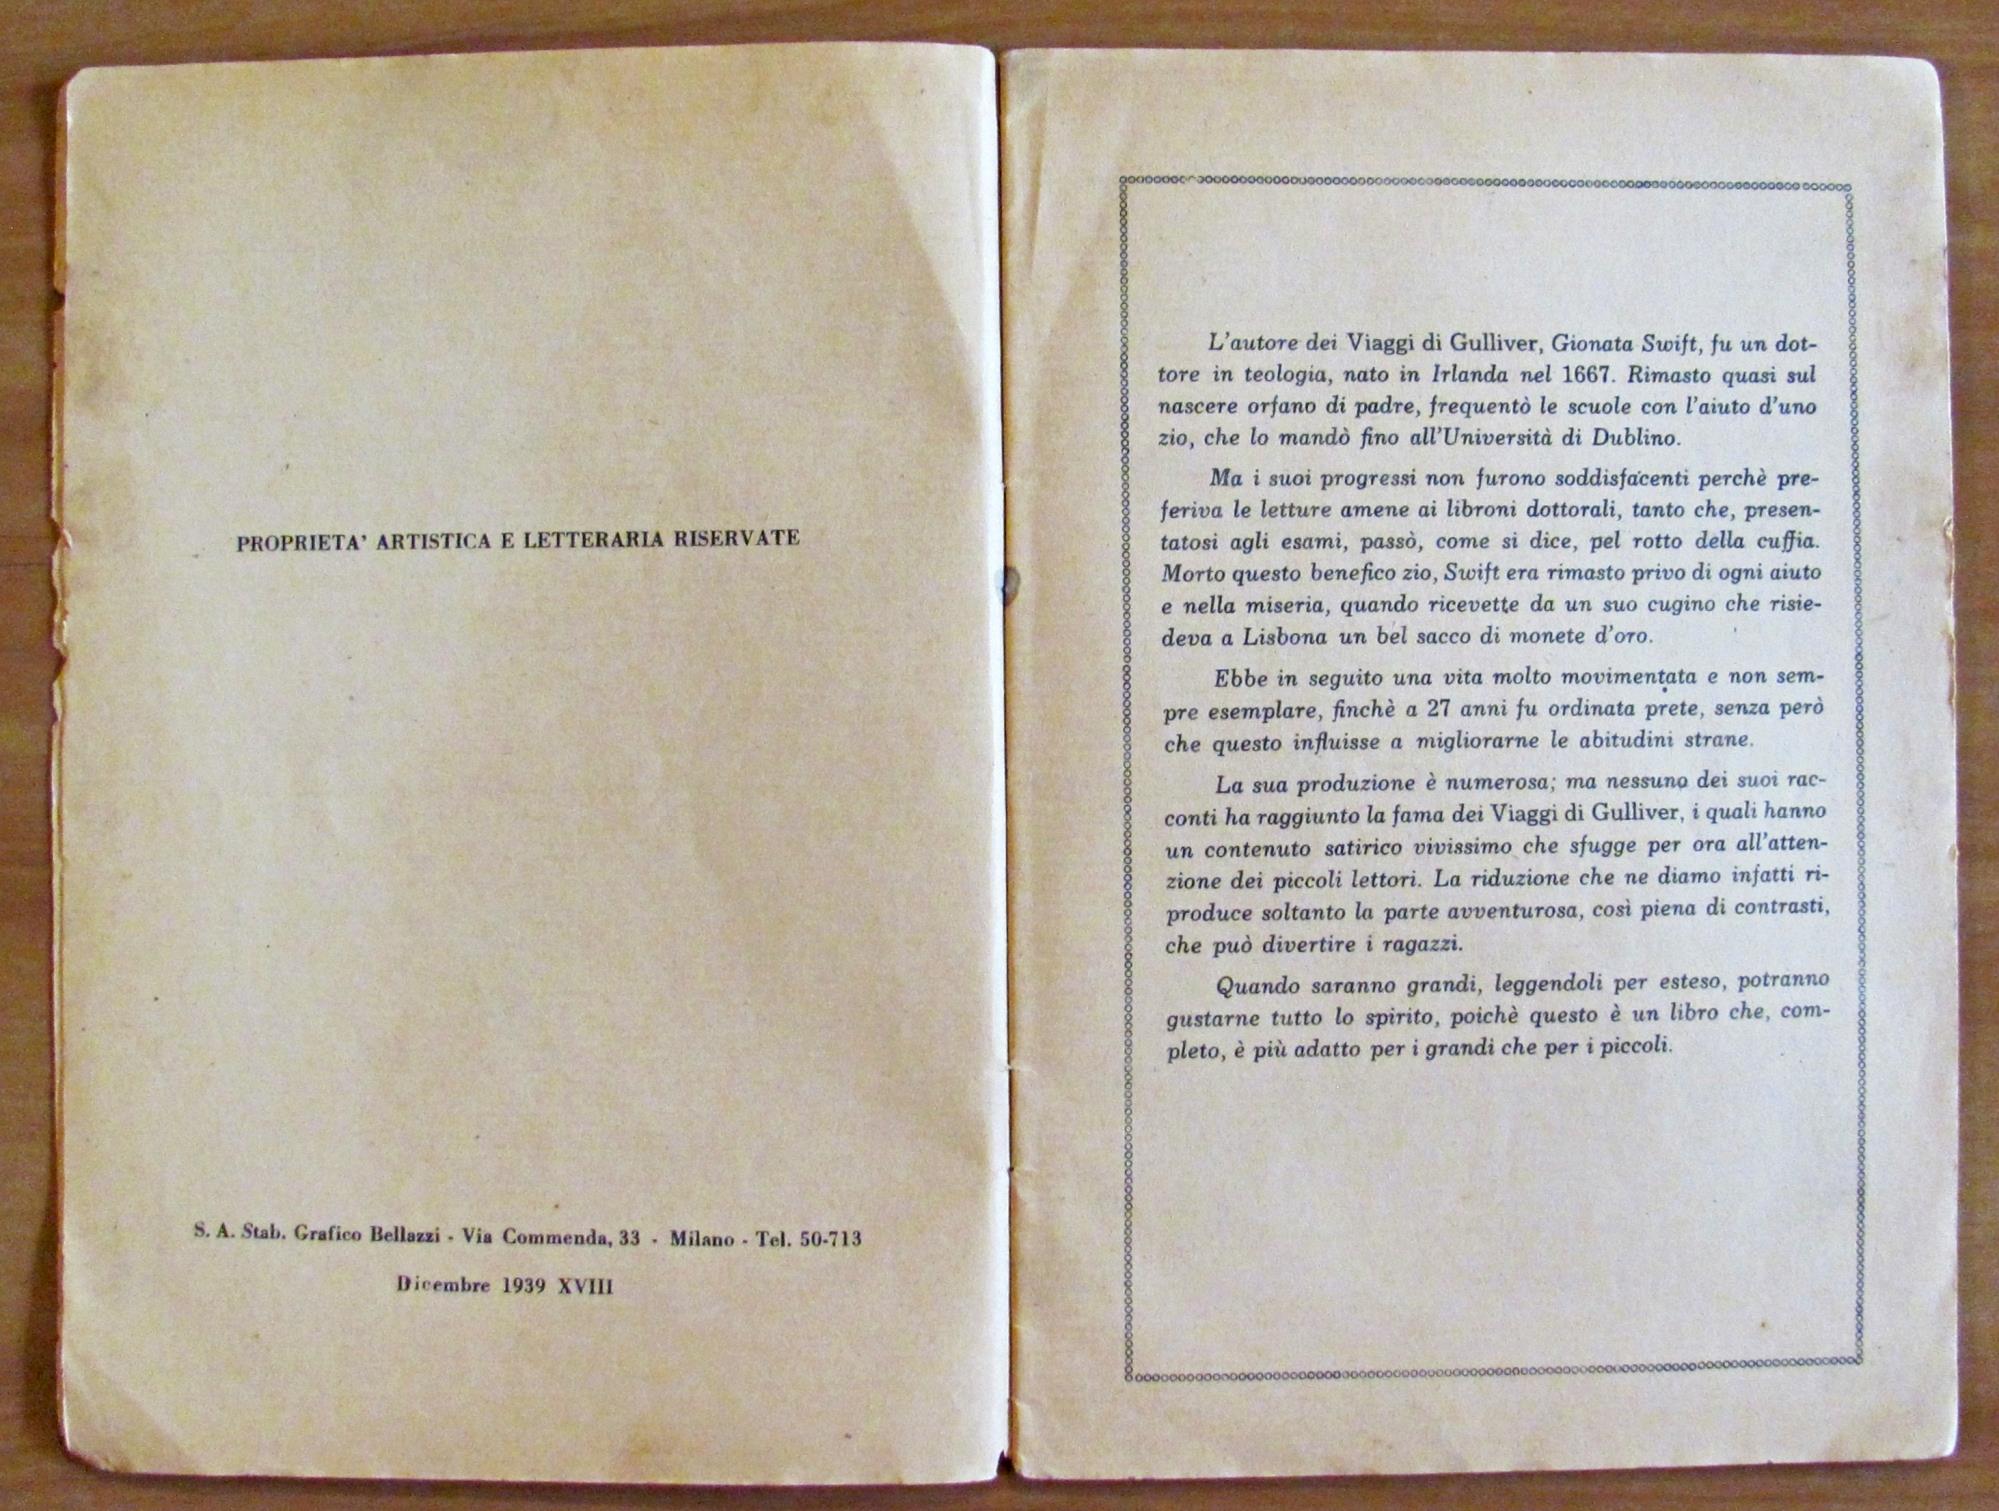 PROPRIETA' ARTISTICA E LETTERARIA RISERVATE
S. A. Stab. Grafico Bellazzi - Via Commenda, 33 - Milano - Tel. 50-713
Dicembre 1939 XVIII
L'autore dei Viaggi di Gulliver, Gionata Swift, fu un dot-
tore in teologia, nato in Irlanda nel 1667. Rimasto quasi sul
nascere orfano di padre, frequentò le scuole con l'aiuto d'uno
zio, che lo mandò fino all'Università di Dublino.
Ma i suoi progressi non furono soddisfacenti perchè pre-
feriva le letture amene ai libroni dottorali, tanto che, presen-
tatosi agli esami, passò, come si dice, pel rotto della cuffia.
Morto questo benefico zio, Swift era rimasto privo di ogni aiuto
e nella miseria, quando ricevette da un suo cugino che risie-
deva a Lisbona un bel sacco di monete d'oro.
Ebbe in seguito una vita molto movimentata e non sem-
pre esemplare, finchè a 27 anni fu ordinata prete, senza però
che questo influisse a migliorarne le abitudini strane.
La sua produzione è numerosa; ma nessuno dei suoi rac-
conti ha raggiunto la fama dei Viaggi di Gulliver, i quali hanno
un contenuto satirico vivissimo che sfugge per ora all'atten-
zione dei piccoli lettori. La riduzione che ne diamo infatti ri-
produce soltanto la parte avventurosa, così piena di contrasti,
che può divertire i ragazzi.
Quando saranno grandi, leggendoli per esteso, potranno
gustarne tutto lo spirito, poichè questo è un libro che, com-
pleto, è più adatto per i grandi che per i piccoli.